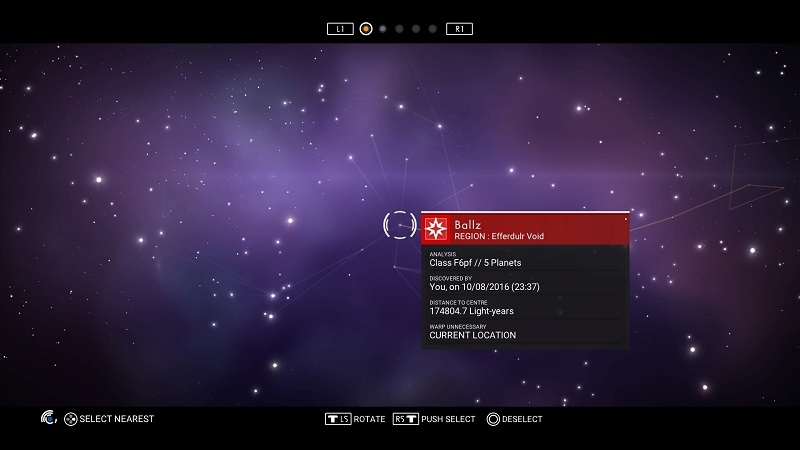 L1 R1
Ballz
REGION : Efferdulr Void
ANALYSIS
Class F6pf // 5 Planets
DISCOVERED BY
You, on 10/08/2016 (23:37)
DISTANCE TO CENTRE
174804.7 Light-years
WARP UNNECESSARY
CURRENT LOCATION
SELECT NEAREST LS ROTATE RS PUSH SELECT DESELECT